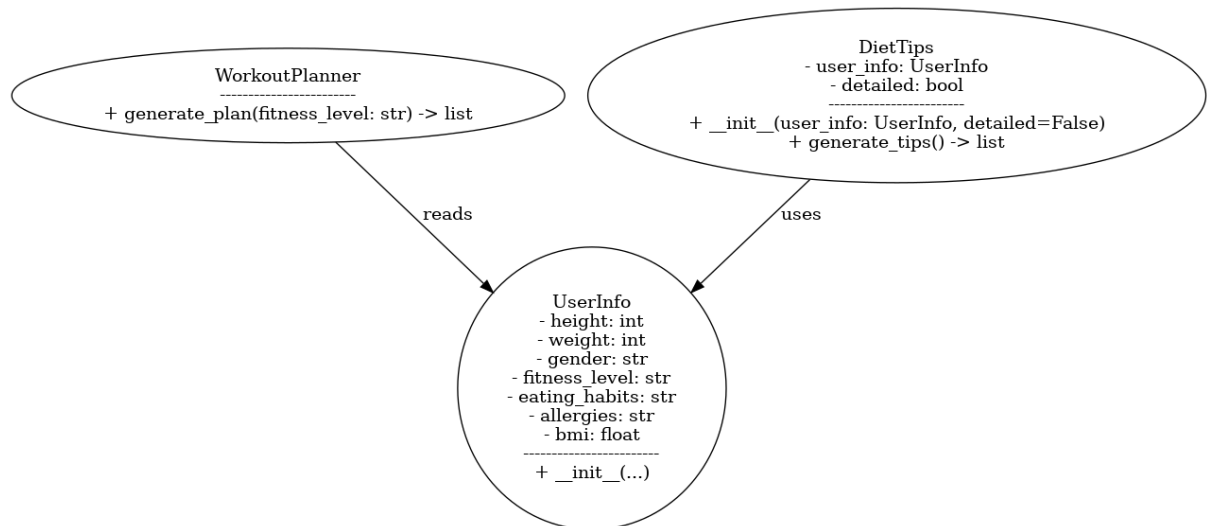 WorkoutPlanner
------------------------
+ generate_plan(fitness_level: str) -> list
DietTips
- user_info: UserInfo
- detailed: bool
------------------------
+ __init__(user_info: UserInfo, detailed=False)
+ generate_tips() -> list
reads
uses
UserInfo
- height: int
- weight: int
- gender: str
- fitness_level: str
- eating_habits: str
- allergies: str
- bmi: float
------------------------
+ __init__(...)